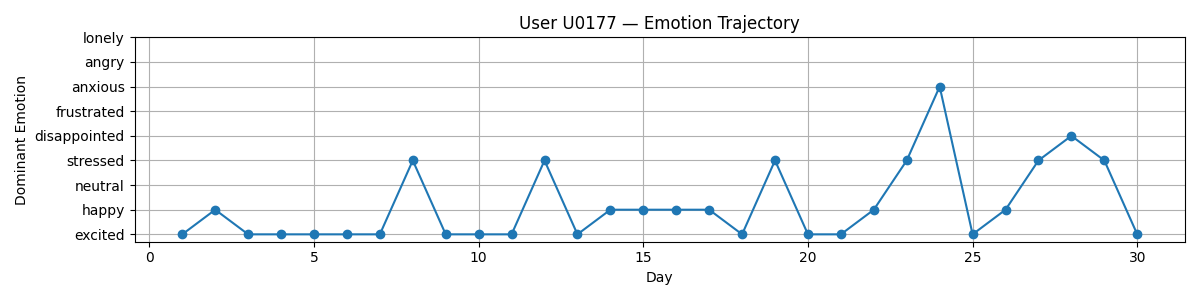 User U0177 — Emotion Trajectory
Dominant Emotion
lonely
angry
anxious
frustrated
disappointed
stressed
neutral
happy
excited
0 5 10 15 20 25 30
Day